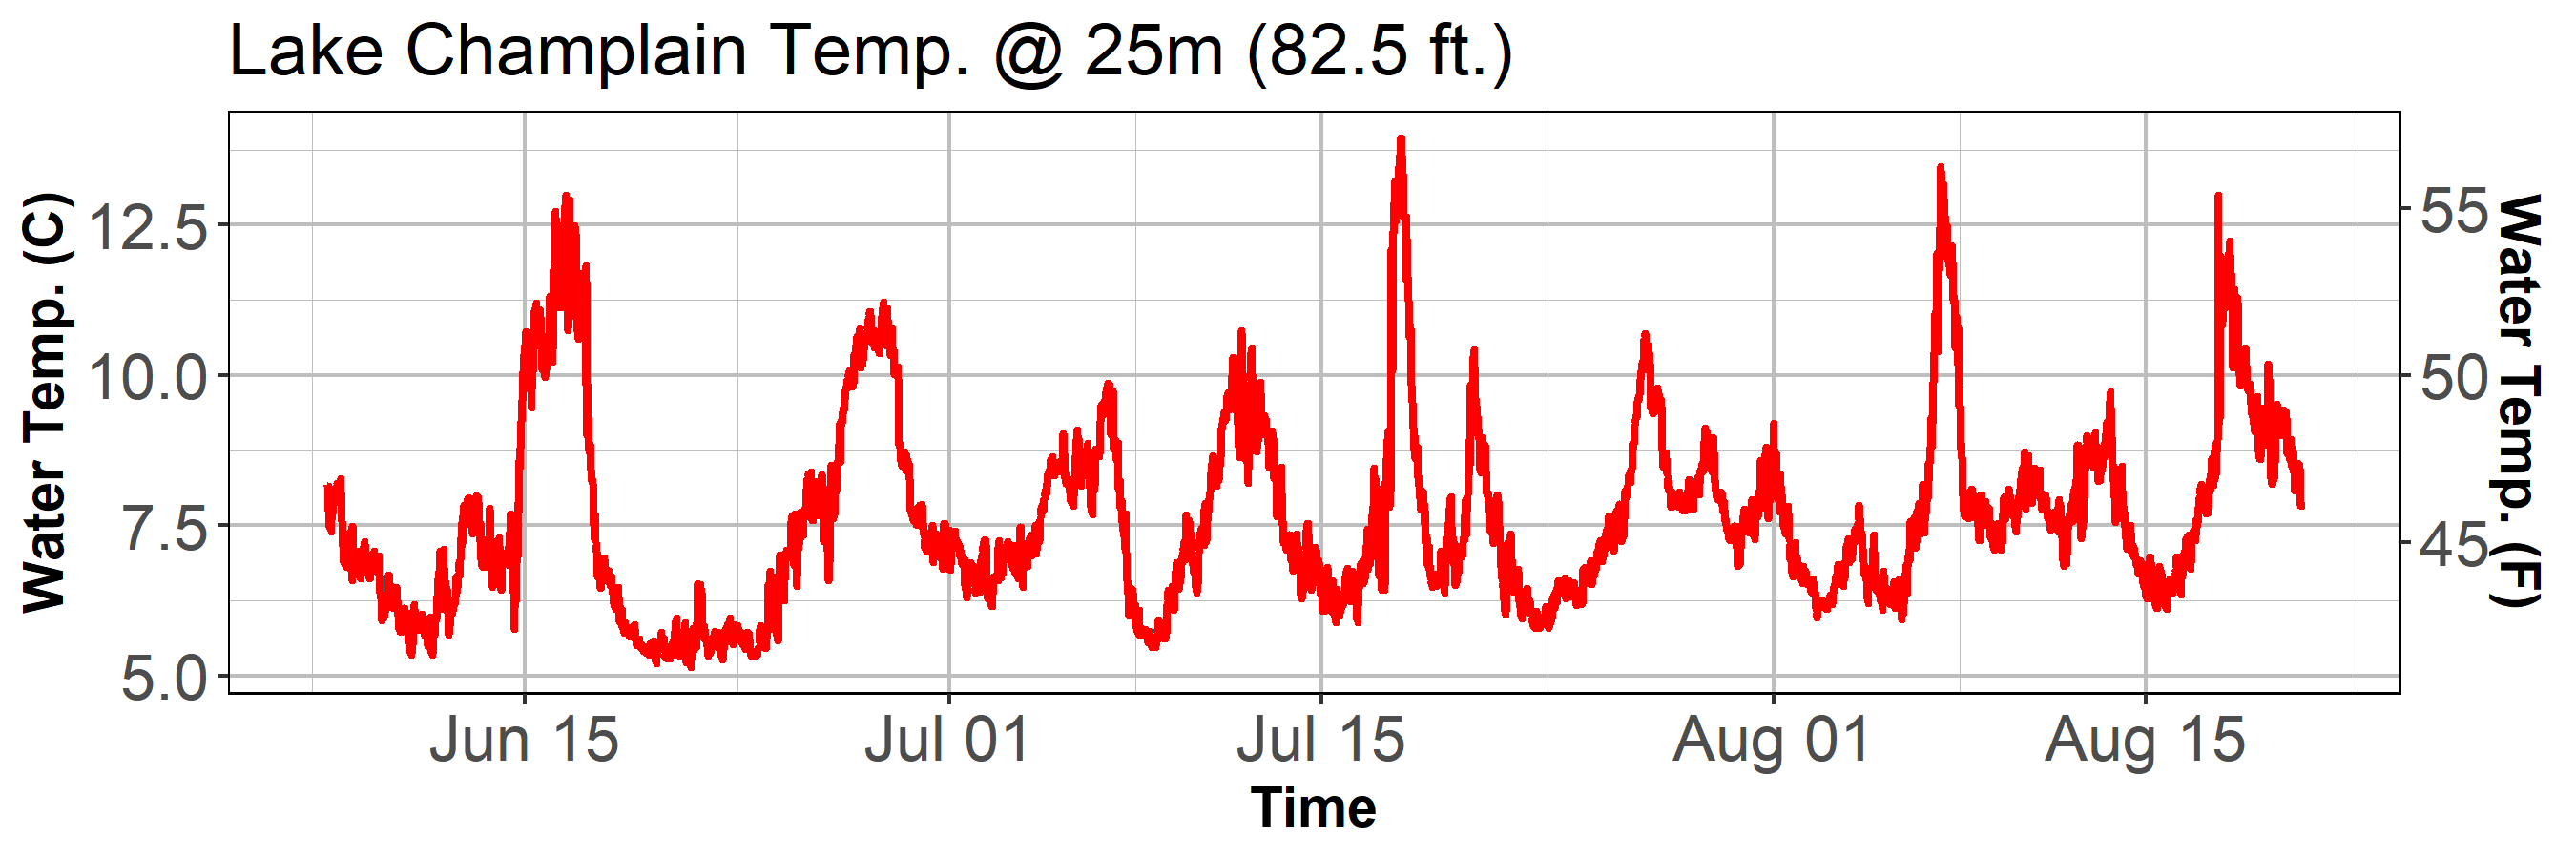 Lake Champlain Temp. @ 25m (82.5 ft.)
Water Temp. (C)
12.5
10.0
7.5
5.0
55
50
45
Water Temp. (F)
Jun 15
Jul 01
Jul 15
Aug 01
Aug 15
Time